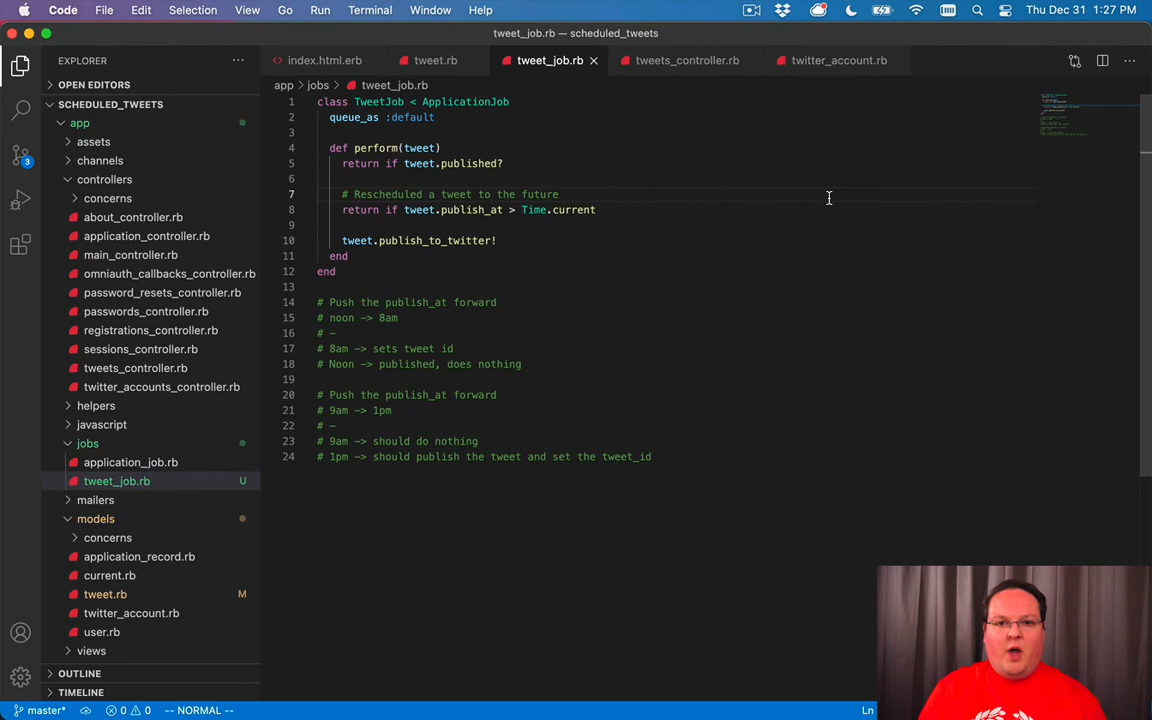 Code File Edit Selection View Go Run Terminal Window Help Thu Dec 31 1:27 PM
tweet_job.rb — scheduled_tweets
EXPLORER
index.html.erb tweet.rb tweet_job.rb tweets_controller.rb twitter_account.rb
OPEN EDITORS
app › jobs › tweet_job.rb
SCHEDULED_TWEETS
app
assets
channels
controllers
concerns
about_controller.rb
application_controller.rb
main_controller.rb
omniauth_callbacks_controller.rb
password_resets_controller.rb
passwords_controller.rb
registrations_controller.rb
sessions_controller.rb
tweets_controller.rb
twitter_accounts_controller.rb
helpers
javascript
jobs
application_job.rb
tweet_job.rb U
mailers
models
concerns
application_record.rb
current.rb
tweet.rb M
twitter_account.rb
user.rb
views
OUTLINE
TIMELINE
3
1 class TweetJob < ApplicationJob
2 queue_as :default
3
4 def perform(tweet)
5 return if tweet.published?
6
7 # Rescheduled a tweet to the future
8 return if tweet.publish_at > Time.current
9
10 tweet.publish_to_twitter!
11 end
12 end
13
14 # Push the publish_at forward
15 # noon -> 8am
16 # -
17 # 8am -> sets tweet id
18 # Noon -> published, does nothing
19
20 # Push the publish_at forward
21 # 9am -> 1pm
22 # -
23 # 9am -> should do nothing
24 # 1pm -> should publish the tweet and set the tweet_id
master* 0 0 -- NORMAL -- Ln